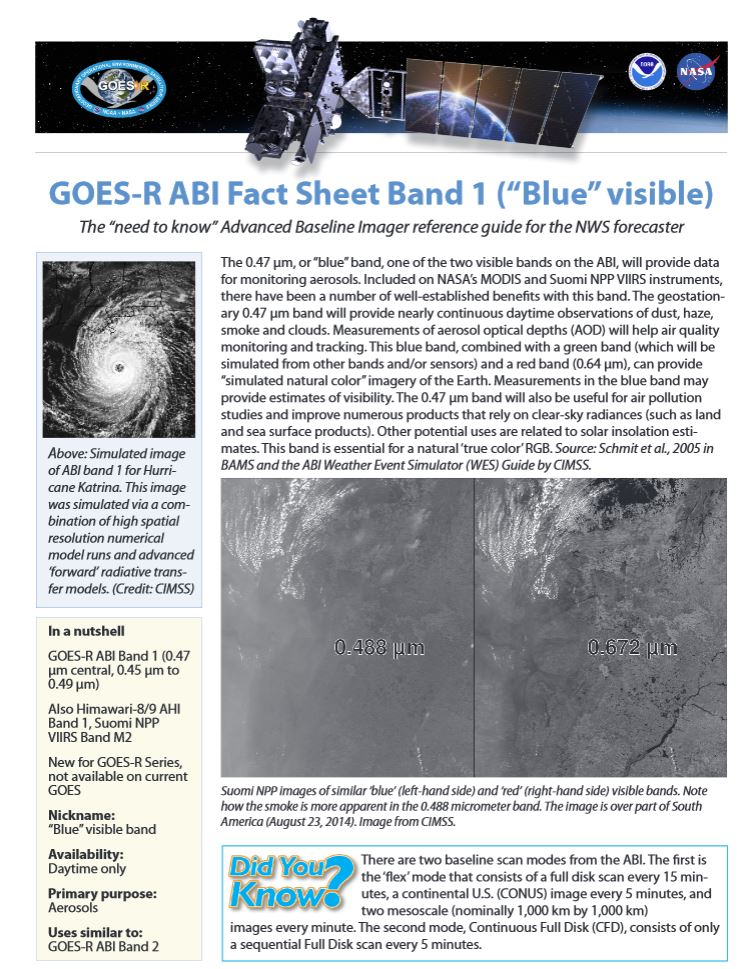 GOES-R
NOAA - NASA
NOAA
NASA
GOES-R ABI Fact Sheet Band 1 (“Blue” visible)
The “need to know” Advanced Baseline Imager reference guide for the NWS forecaster
Above: Simulated image
of ABI band 1 for Hurri-
cane Katrina. This image
was simulated via a com-
bination of high spatial
resolution numerical
model runs and advanced
‘forward’ radiative trans-
fer models. (Credit: CIMSS)
The 0.47 µm, or “blue” band, one of the two visible bands on the ABI, will provide data
for monitoring aerosols. Included on NASA’s MODIS and Suomi NPP VIIRS instruments,
there have been a number of well-established benefits with this band. The geostation-
ary 0.47 µm band will provide nearly continuous daytime observations of dust, haze,
smoke and clouds. Measurements of aerosol optical depths (AOD) will help air quality
monitoring and tracking. This blue band, combined with a green band (which will be
simulated from other bands and/or sensors) and a red band (0.64 µm), can provide
“simulated natural color” imagery of the Earth. Measurements in the blue band may
provide estimates of visibility. The 0.47 µm band will also be useful for air pollution
studies and improve numerous products that rely on clear-sky radiances (such as land
and sea surface products). Other potential uses are related to solar insolation esti-
mates. This band is essential for a natural ‘true color’ RGB. Source: Schmit et al., 2005 in
BAMS and the ABI Weather Event Simulator (WES) Guide by CIMSS.
0.488 µm
0.672 µm
Suomi NPP images of similar ‘blue’ (left-hand side) and ‘red’ (right-hand side) visible bands. Note
how the smoke is more apparent in the 0.488 micrometer band. The image is over part of South
America (August 23, 2014). Image from CIMSS.
In a nutshell
GOES-R ABI Band 1 (0.47
µm central, 0.45 µm to
0.49 µm)
Also Himawari-8/9 AHI
Band 1, Suomi NPP
VIIRS Band M2
New for GOES-R Series,
not available on current
GOES
Nickname:
“Blue” visible band
Availability:
Daytime only
Primary purpose:
Aerosols
Uses similar to:
GOES-R ABI Band 2
Did You
Know?
There are two baseline scan modes from the ABI. The first is
the ‘flex’ mode that consists of a full disk scan every 15 min-
utes, a continental U.S. (CONUS) image every 5 minutes, and
two mesoscale (nominally 1,000 km by 1,000 km)
images every minute. The second mode, Continuous Full Disk (CFD), consists of only
a sequential Full Disk scan every 5 minutes.